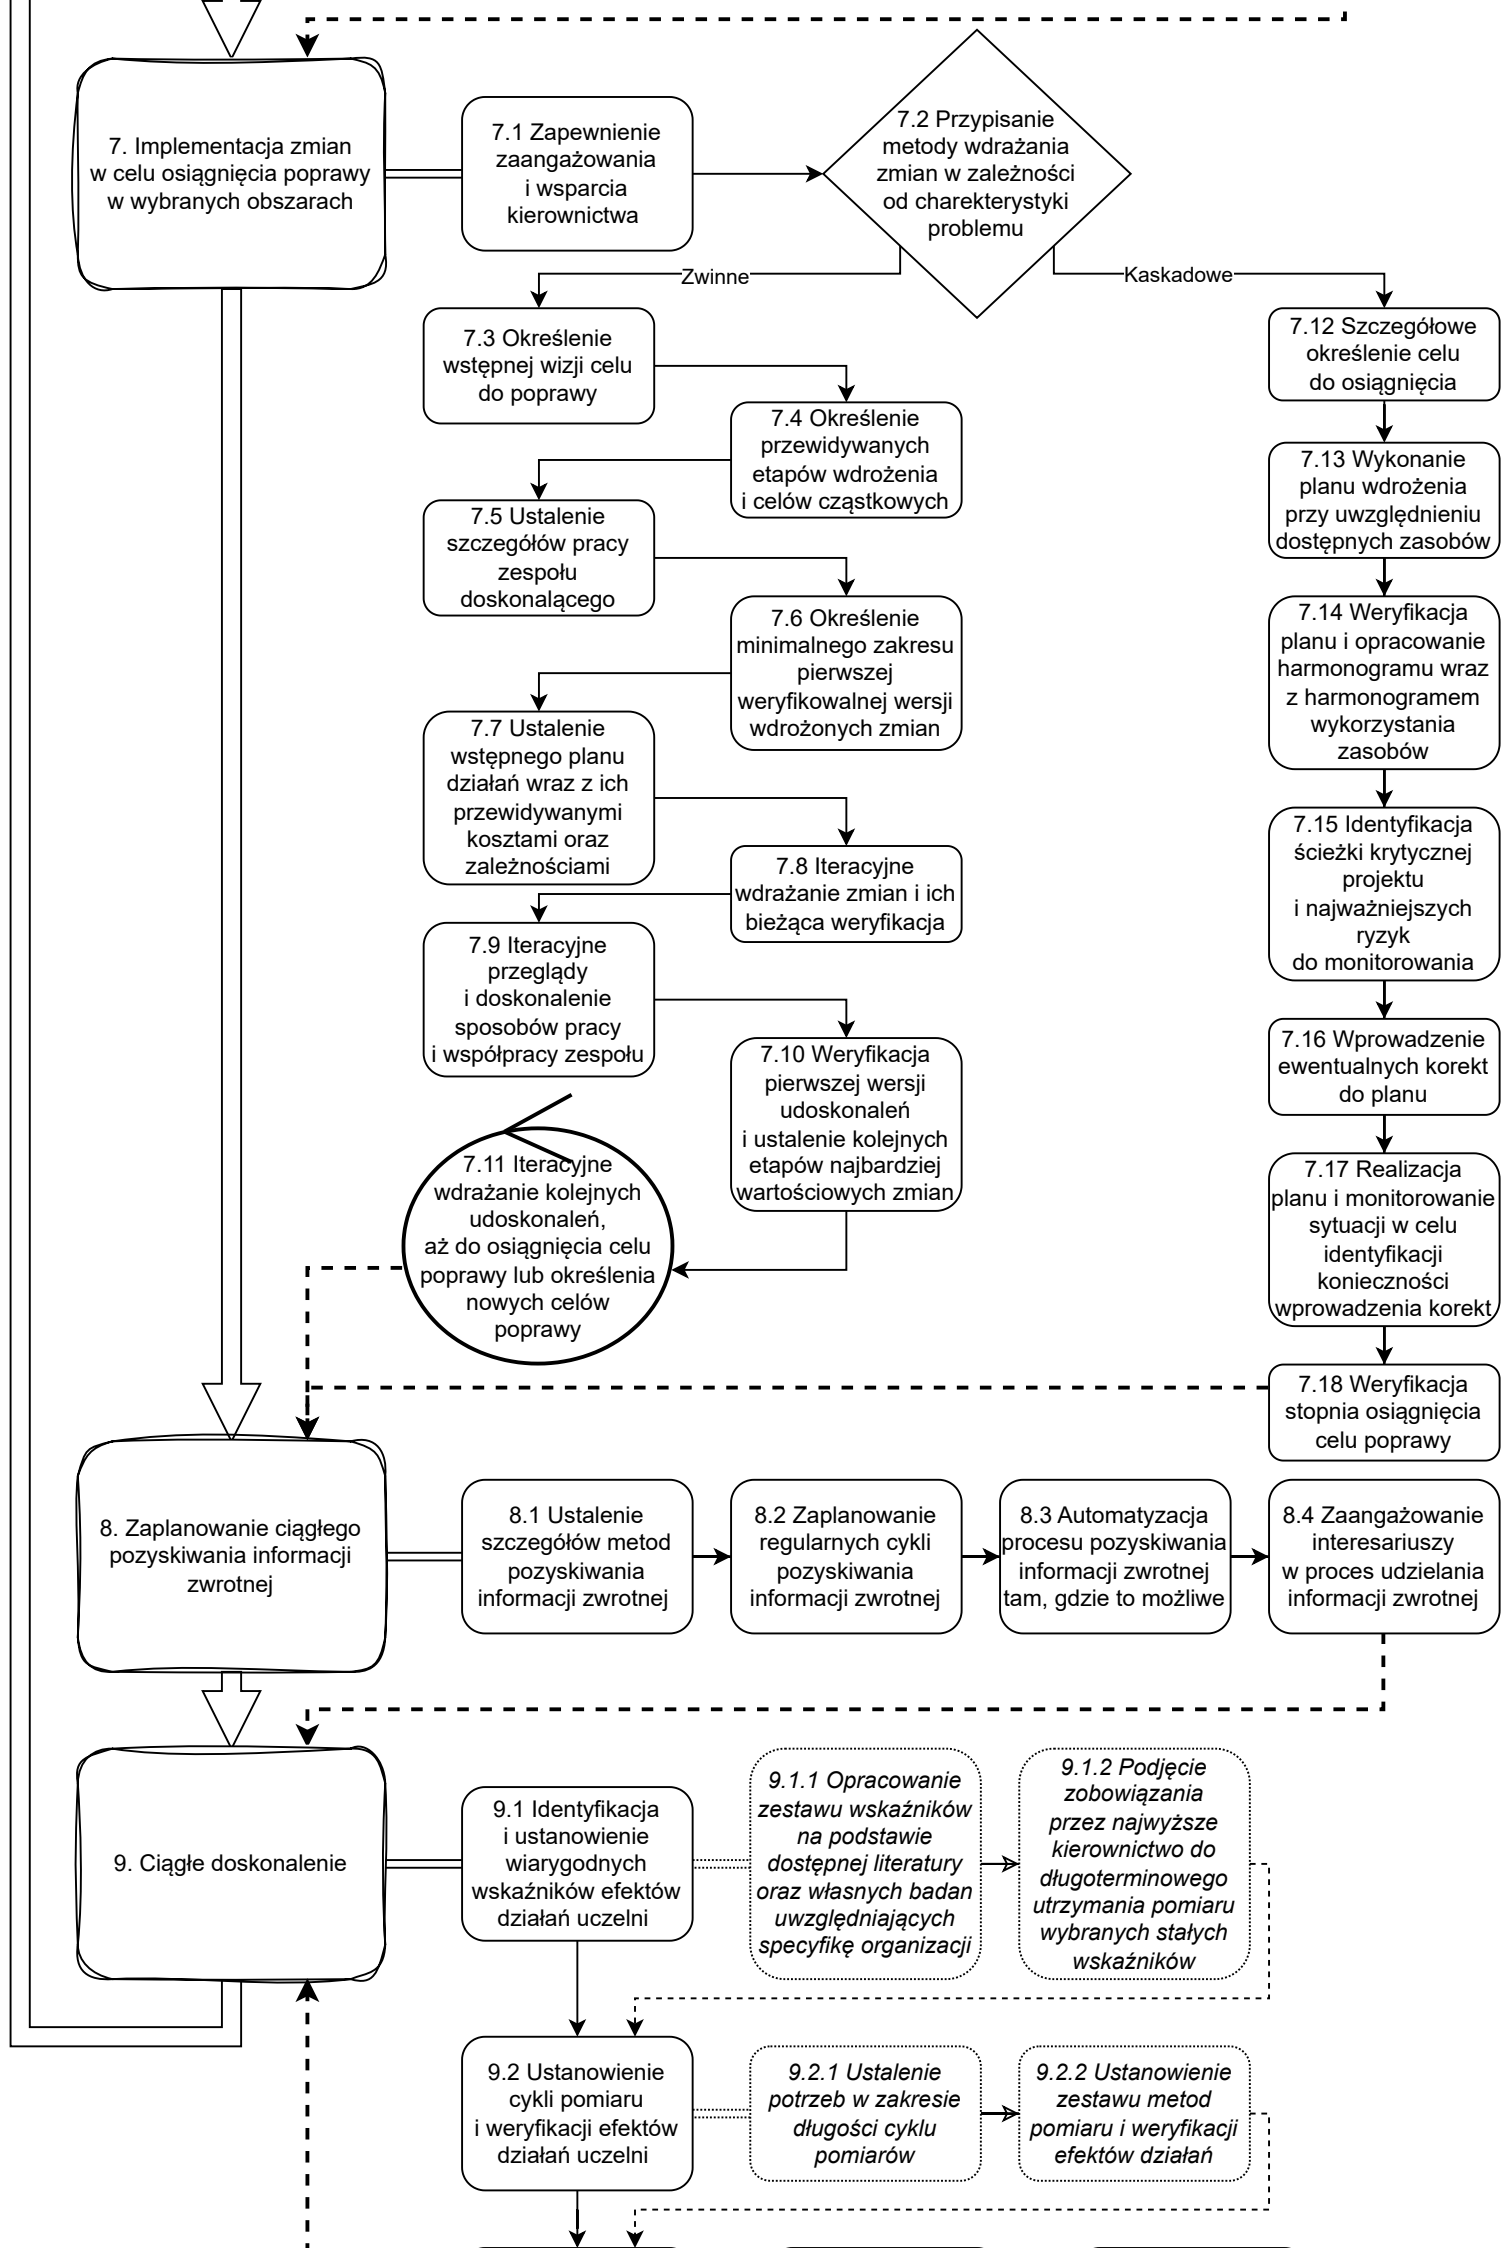 7. Implementacja zmian
w celu osiągnięcia poprawy
w wybranych obszarach
7.1 Zapewnienie
zaangażowania
i wsparcia
kierownictwa
7.2 Przypisanie
metody wdrażania
zmian w zależności
od charekterystyki
problemu
Zwinne
Kaskadowe
7.3 Określenie
wstępnej wizji celu
do poprawy
7.4 Określenie
przewidywanych
etapów wdrożenia
i celów cząstkowych
7.5 Ustalenie
szczegółów pracy
zespołu
doskonalącego
7.6 Określenie
minimalnego zakresu
pierwszej
weryfikowalnej wersji
wdrożonych zmian
7.7 Ustalenie
wstępnego planu
działań wraz z ich
przewidywanymi
kosztami oraz
zależnościami
7.8 Iteracyjne
wdrażanie zmian i ich
bieżąca weryfikacja
7.9 Iteracyjne
przeglądy
i doskonalenie
sposobów pracy
i współpracy zespołu
7.10 Weryfikacja
pierwszej wersji
udoskonaleń
i ustalenie kolejnych
etapów najbardziej
wartościowych zmian
7.11 Iteracyjne
wdrażanie kolejnych
udoskonaleń,
aż do osiągnięcia celu
poprawy lub określenia
nowych celów
poprawy
7.12 Szczegółowe
określenie celu
do osiągnięcia
7.13 Wykonanie
planu wdrożenia
przy uwzględnieniu
dostępnych zasobów
7.14 Weryfikacja
planu i opracowanie
harmonogramu wraz
z harmonogramem
wykorzystania
zasobów
7.15 Identyfikacja
ścieżki krytycznej
projektu
i najważniejszych
ryzyk
do monitorowania
7.16 Wprowadzenie
ewentualnych korekt
do planu
7.17 Realizacja
planu i monitorowanie
sytuacji w celu
identyfikacji
konieczności
wprowadzenia korekt
7.18 Weryfikacja
stopnia osiągnięcia
celu poprawy
8. Zaplanowanie ciągłego
pozyskiwania informacji
zwrotnej
8.1 Ustalenie
szczegółów metod
pozyskiwania
informacji zwrotnej
8.2 Zaplanowanie
regularnych cykli
pozyskiwania
informacji zwrotnej
8.3 Automatyzacja
procesu pozyskiwania
informacji zwrotnej
tam, gdzie to możliwe
8.4 Zaangażowanie
interesariuszy
w proces udzielania
informacji zwrotnej
9. Ciągłe doskonalenie
9.1 Identyfikacja
i ustanowienie
wiarygodnych
wskaźników efektów
działań uczelni
9.1.1 Opracowanie
zestawu wskaźników
na podstawie
dostępnej literatury
oraz własnych badan
uwzględniających
specyfikę organizacji
9.1.2 Podjęcie
zobowiązania
przez najwyższe
kierownictwo do
długoterminowego
utrzymania pomiaru
wybranych stałych
wskaźników
9.2 Ustanowienie
cykli pomiaru
i weryfikacji efektów
działań uczelni
9.2.1 Ustalenie
potrzeb w zakresie
długości cyklu
pomiarów
9.2.2 Ustanowienie
zestawu metod
pomiaru i weryfikacji
efektów działań